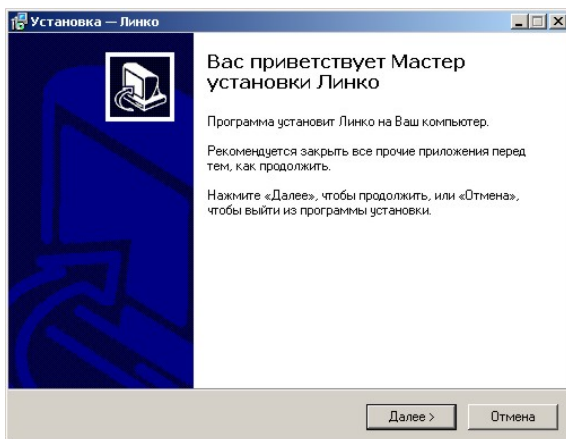 Установка — Линко
Вас приветствует Мастер
установки Линко
Программа установит Линко на Ваш компьютер.
Рекомендуется закрыть все прочие приложения перед
тем, как продолжить.
Нажмите «Далее», чтобы продолжить, или «Отмена»,
чтобы выйти из программы установки.
Далее >
Отмена